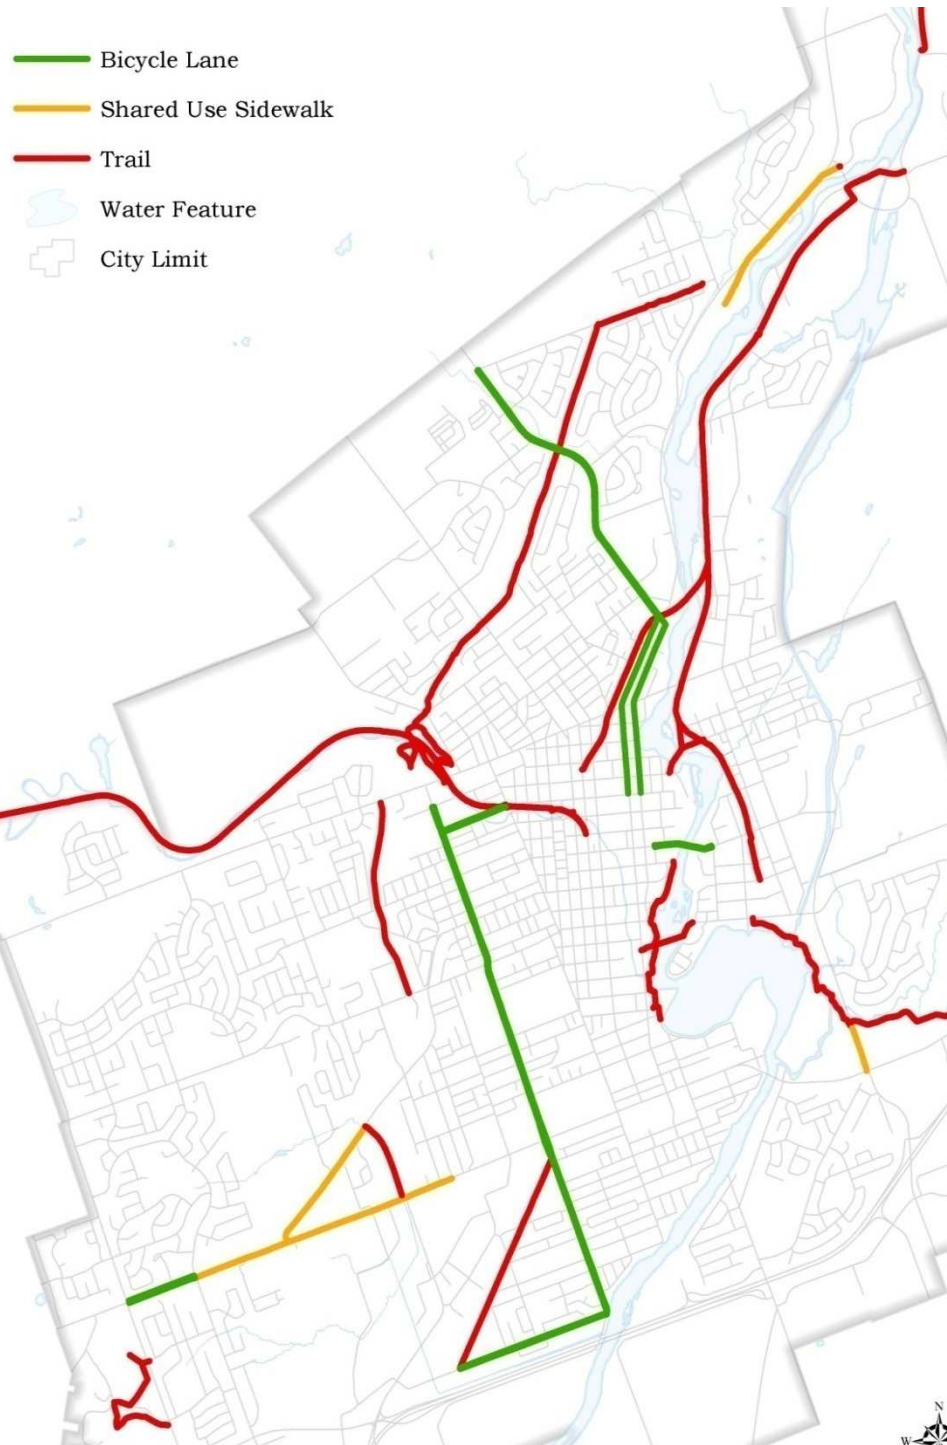 Bicycle Lane
Shared Use Sidewalk
Trail
Water Feature
City Limit
N
W